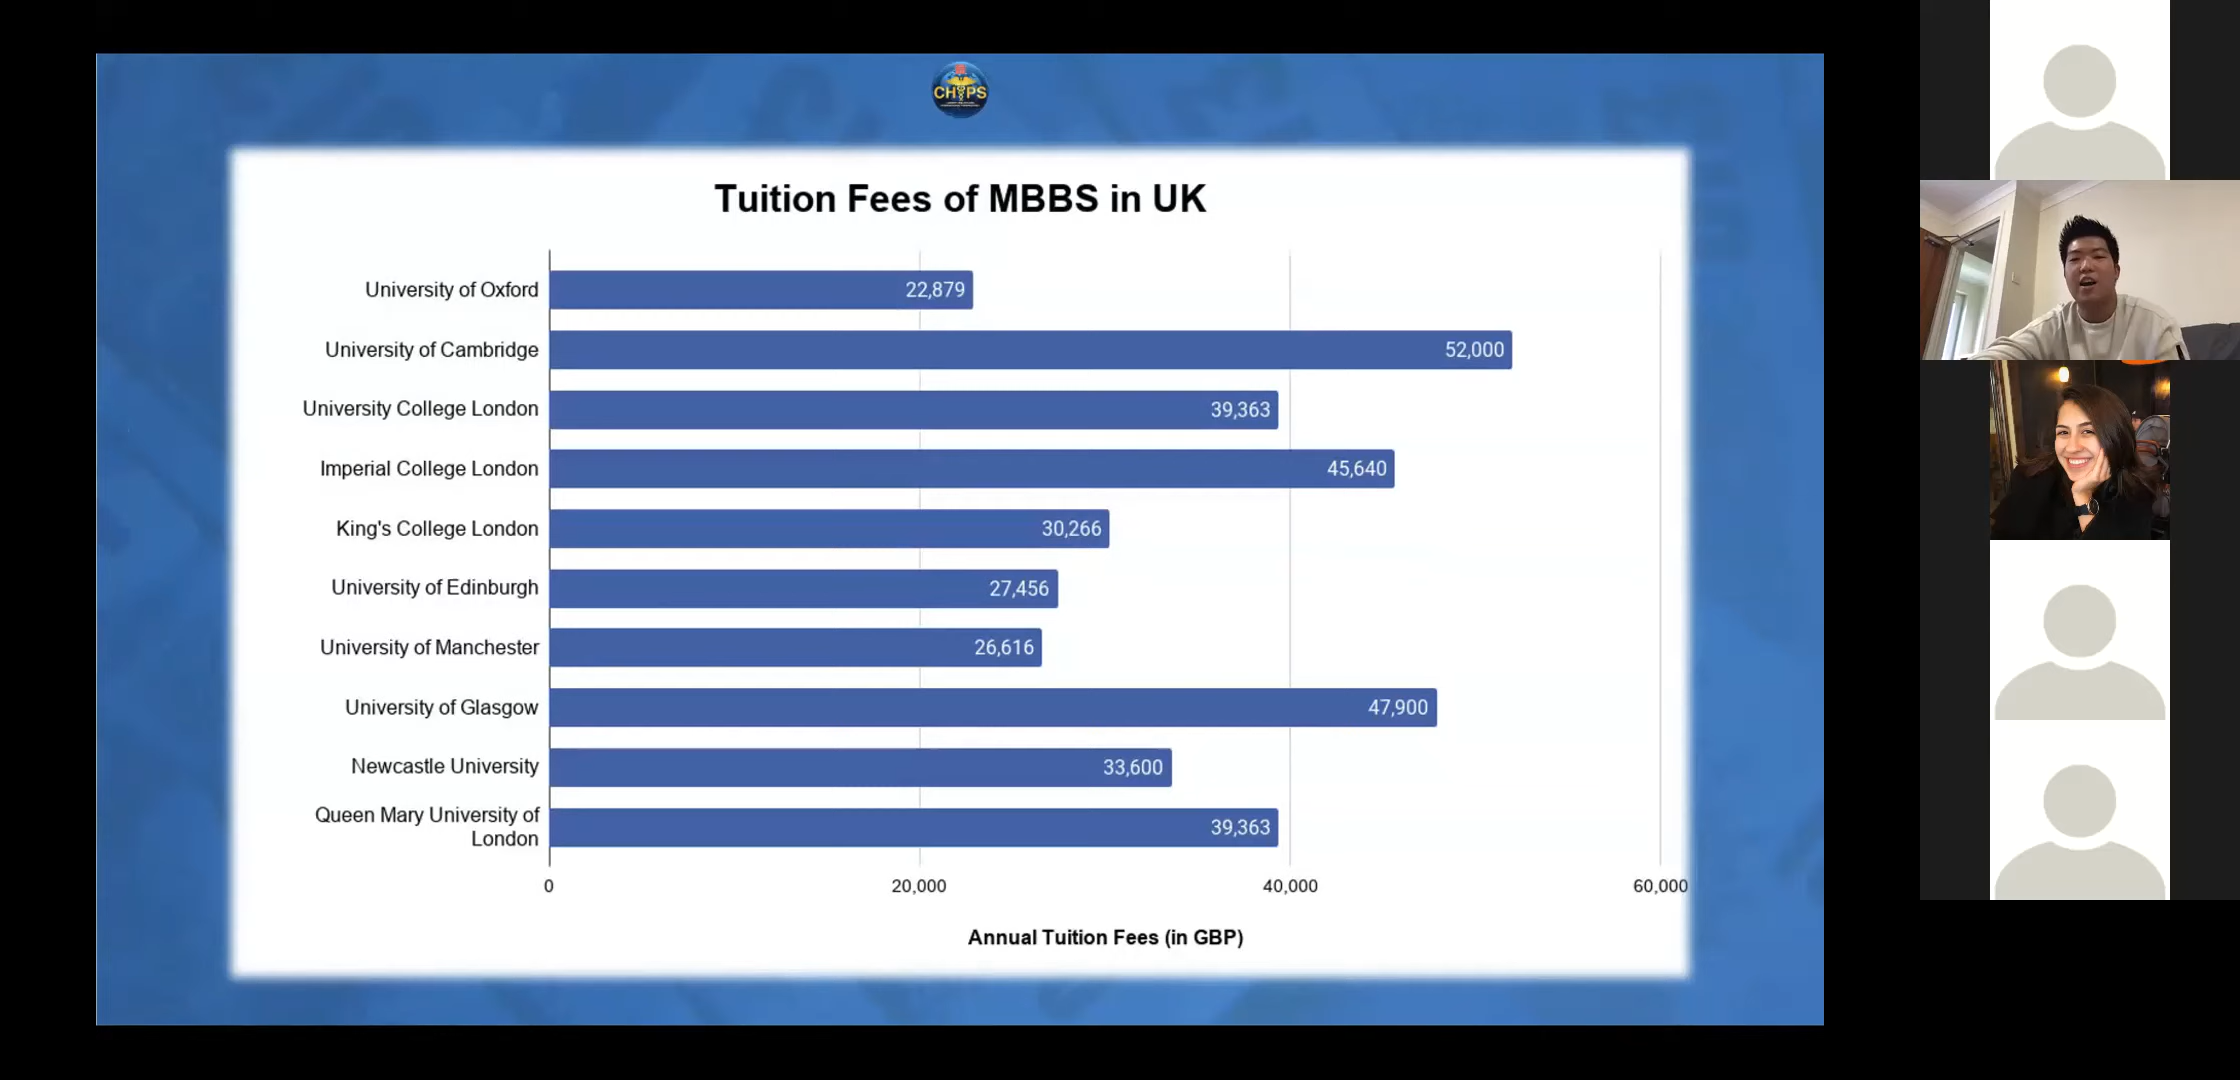 CHiPS
Tuition Fees of MBBS in UK
University of Oxford
22,879
University of Cambridge
52,000
University College London
39,363
Imperial College London
45,640
King's College London
30,266
University of Edinburgh
27,456
University of Manchester
26,616
University of Glasgow
47,900
Newcastle University
33,600
Queen Mary University of
London
39,363
0
20,000
40,000
60,000
Annual Tuition Fees (in GBP)